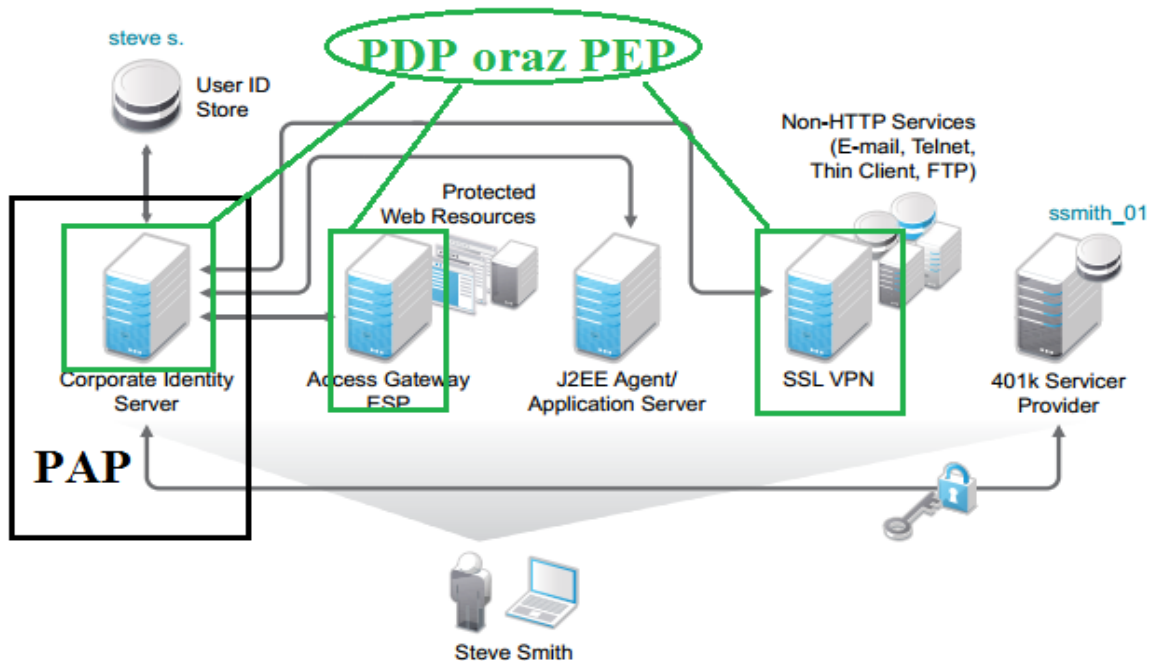 steve s.
PDP oraz PEP
User ID
Store
Non-HTTP Services
(E-mail, Telnet,
Thin Client, FTP)
Protected
Web Resources
ssmith_01
Corporate Identity
Server
Access Gateway
ESP
J2EE Agent/
Application Server
SSL VPN
401k Servicer
Provider
PAP
Steve Smith